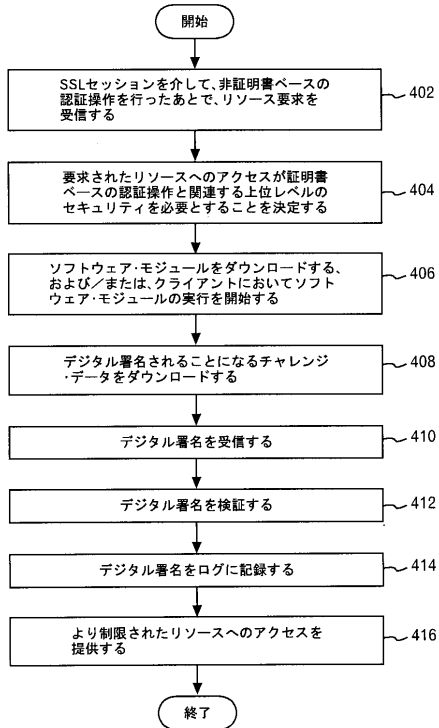 開始
SSLセッションを介して、非証明書ベースの
認証操作を行ったあとで、リソース要求を
受信する
402
要求されたリソースへのアクセスが証明書
ベースの認証操作と関連する上位レベルの
セキュリティを必要とすることを決定する
404
ソフトウェア・モジュールをダウンロードする、
および/または、クライアントにおいてソフト
ウェア・モジュールの実行を開始する
406
デジタル署名されることになるチャレンジ
・データをダウンロードする
408
デジタル署名を受信する
410
デジタル署名を検証する
412
デジタル署名をログに記録する
414
より制限されたリソースへのアクセスを
提供する
416
終了